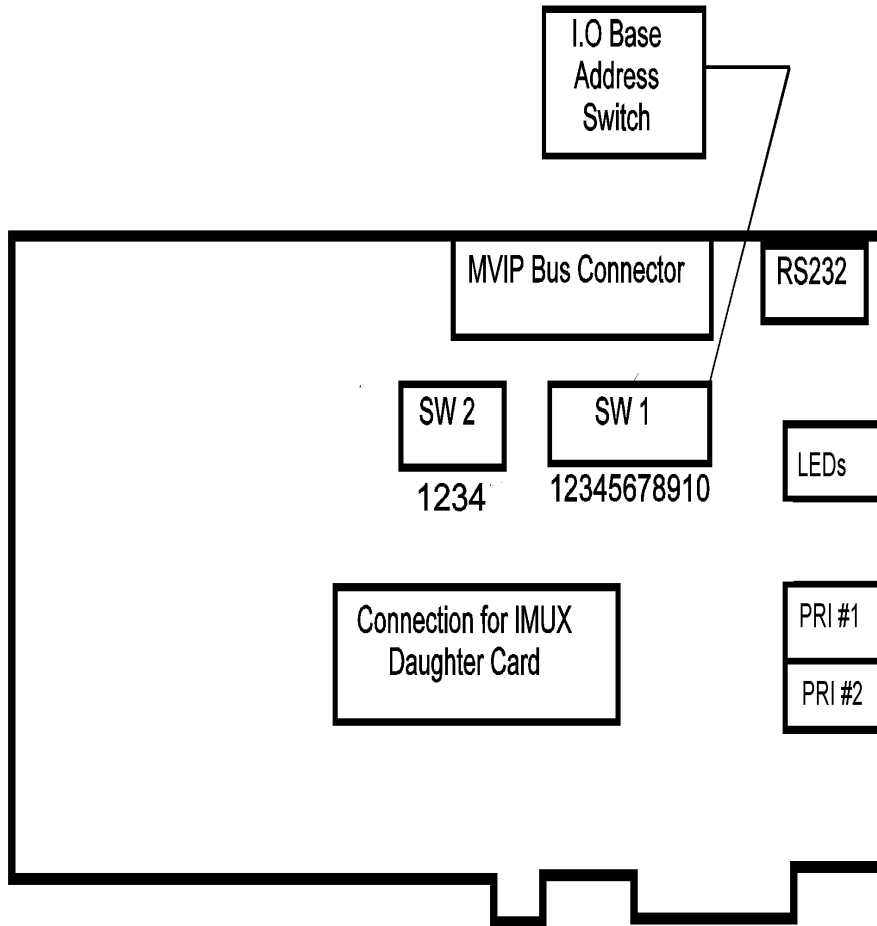 I.O Base
Address
Switch
MVIP Bus Connector
RS232
SW 2
SW 1
1234
12345678910
LEDs
Connection for IMUX
Daughter Card
PRI #1
PRI #2